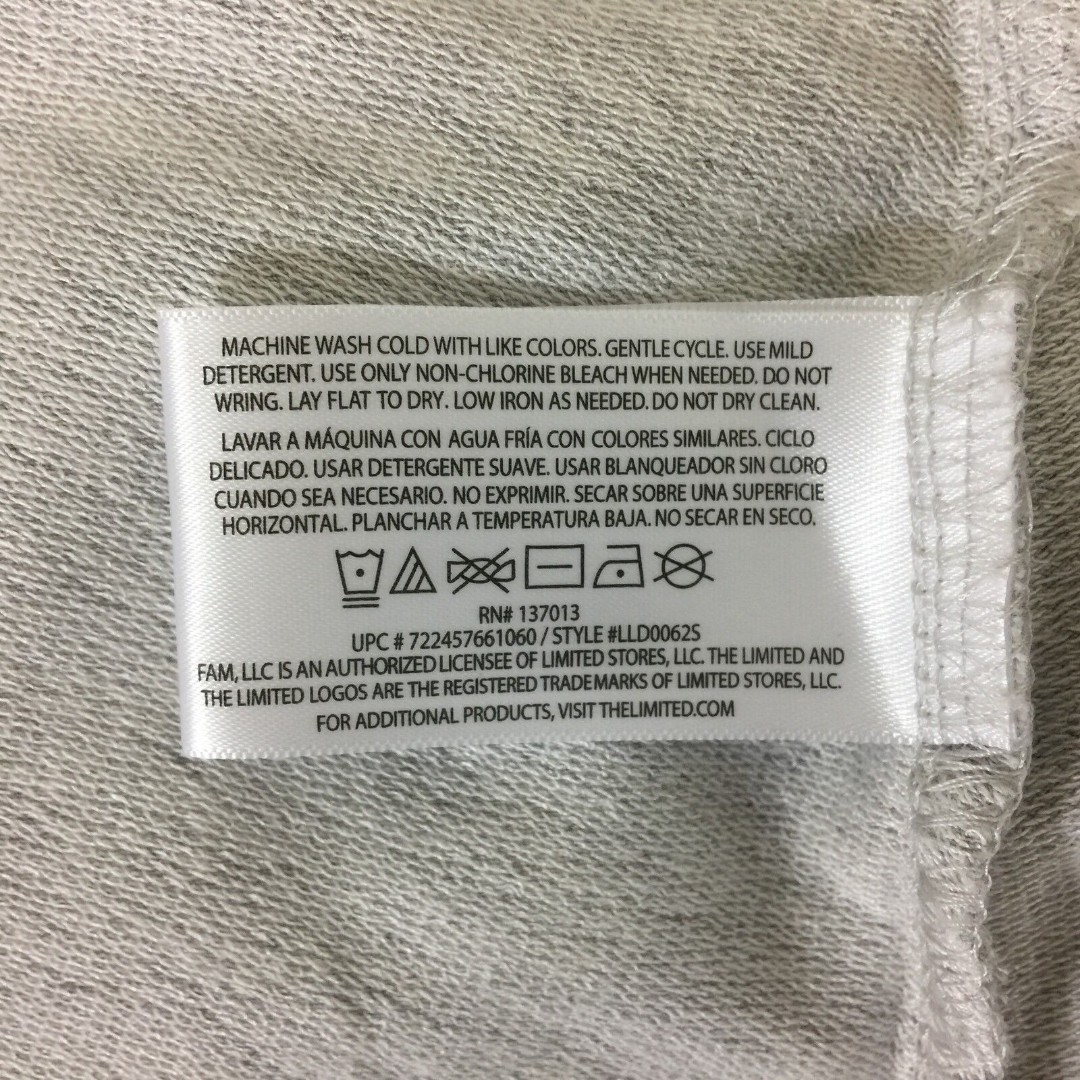 MACHINE WASH COLD WITH LIKE COLORS. GENTLE CYCLE. USE MILD
DETERGENT. USE ONLY NON-CHLORINE BLEACH WHEN NEEDED. DO NOT
WRING. LAY FLAT TO DRY. LOW IRON AS NEEDED. DO NOT DRY CLEAN.
LAVAR A MÁQUINA CON AGUA FRÍA CON COLORES SIMILARES. CICLO
DELICADO. USAR DETERGENTE SUAVE. USAR BLANQUEADOR SIN CLORO
CUANDO SEA NECESARIO. NO EXPRIMIR. SECAR SOBRE UNA SUPERFICIE
HORIZONTAL. PLANCHAR A TEMPERATURA BAJA. NO SECAR EN SECO.
RN# 137013
UPC # 722457661060 / STYLE #LLD0062S
FAM, LLC IS AN AUTHORIZED LICENSEE OF LIMITED STORES, LLC. THE LIMITED AND
THE LIMITED LOGOS ARE THE REGISTERED TRADEMARKS OF LIMITED STORES, LLC.
FOR ADDITIONAL PRODUCTS, VISIT THELIMITED.COM